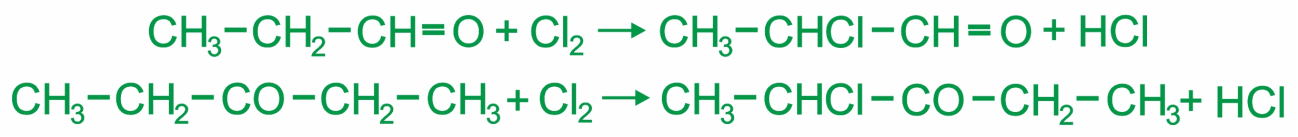 CH₃−CH₂−CH=O + Cl₂ → CH₃−CHCl−CH=O + HCl
CH₃−CH₂−CO−CH₂−CH₃ + Cl₂ → CH₃−CHCl−CO−CH₂−CH₃ + HCl